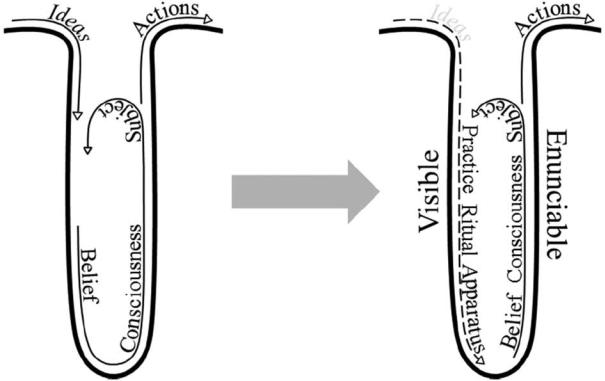 Ideas
Actions
Subject
Belief
Consciousness
Ideas
Actions
Subject
Visible
Practice Ritual Apparatus
Belief Consciousness
Enunciable